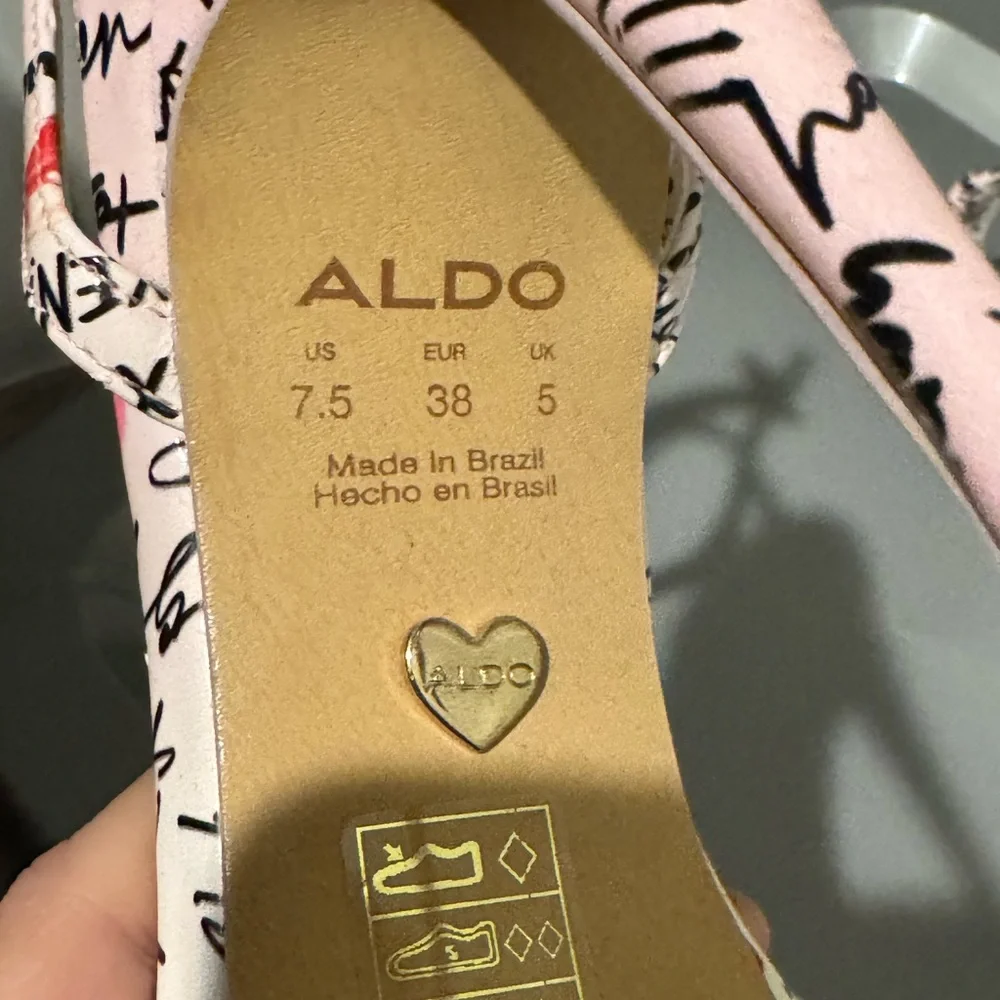 ALDO
US EUR UK
7.5 38 5
Made in Brazil
Hecho en Brasil
ALDO